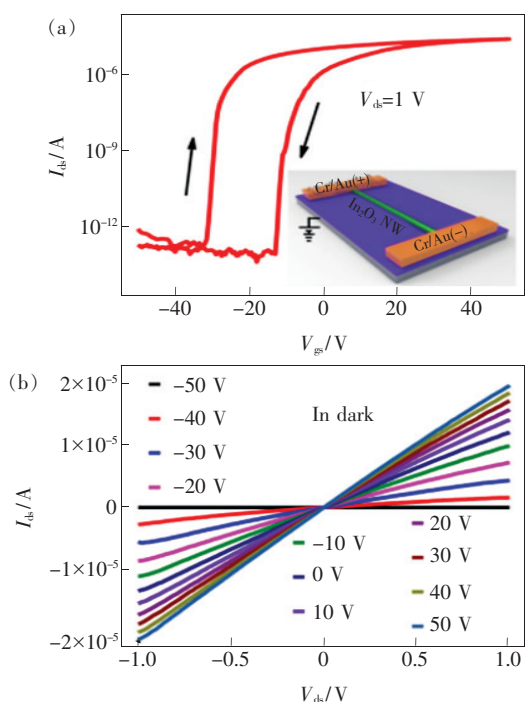 (a)
10⁻⁶
10⁻⁹
10⁻¹²
I_ds/A
V_ds=1 V
Cr/Au(+)
In₂O₃ NW
Cr/Au(−)
−40 −20 0 20 40
V_gs/V
(b)
2×10⁻⁵
1×10⁻⁵
0
−1×10⁻⁵
−2×10⁻⁵
I_ds/A
−50 V
−40 V
−30 V
−20 V
In dark
−10 V
0 V
10 V
20 V
30 V
40 V
50 V
−1.0 −0.5 0 0.5 1.0
V_ds/V